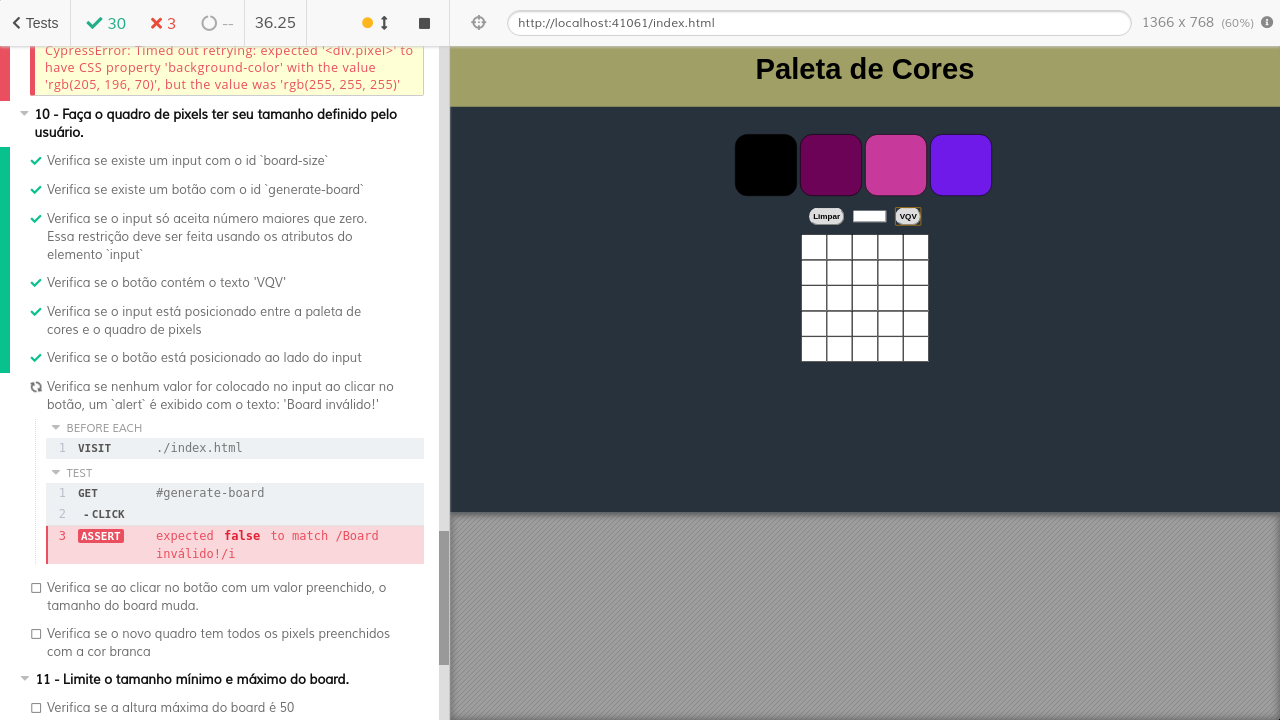 Tests 30 3 -- 36.25 http://localhost:41061/index.html 1366 x 768 (60%)
CypressError: Timed out retrying: expected '<div.pixel>' to
have CSS property 'background-color' with the value
'rgb(205, 196, 70)', but the value was 'rgb(255, 255, 255)'
10 - Faça o quadro de pixels ter seu tamanho definido pelo
usuário.
Verifica se existe um input com o id `board-size`
Verifica se existe um botão com o id `generate-board`
Verifica se o input só aceita número maiores que zero.
Essa restrição deve ser feita usando os atributos do
elemento `input`
Verifica se o botão contém o texto 'VQV'
Verifica se o input está posicionado entre a paleta de
cores e o quadro de pixels
Verifica se o botão está posicionado ao lado do input
Verifica se nenhum valor for colocado no input ao clicar no
botão, um `alert` é exibido com o texto: 'Board inválido!'
BEFORE EACH
1 VISIT ./index.html
TEST
1 GET #generate-board
2 - CLICK
3 ASSERT expected false to match /Board
inválido!/i
Verifica se ao clicar no botão com um valor preenchido, o
tamanho do board muda.
Verifica se o novo quadro tem todos os pixels preenchidos
com a cor branca
11 - Limite o tamanho mínimo e máximo do board.
Verifica se a altura máxima do board é 50
Paleta de Cores
Limpar VQV